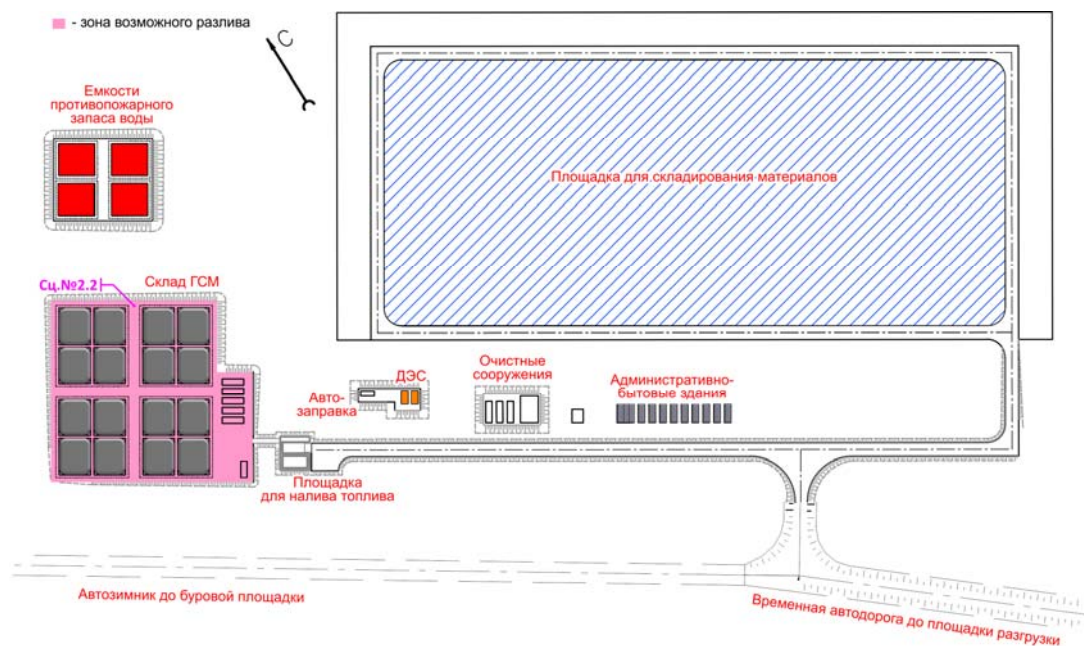 - зона возможного разлива
С
Емкости
противопожарного
запаса воды
Площадка для складирования материалов
Сц.№2.2
Склад ГСМ
Очистные
сооружения
ДЭС
Авто-
заправка
Административно-
бытовые здания
Площадка
для налива топлива
Автозимник до буровой площадки
Временная автодорога до площадки разгрузки